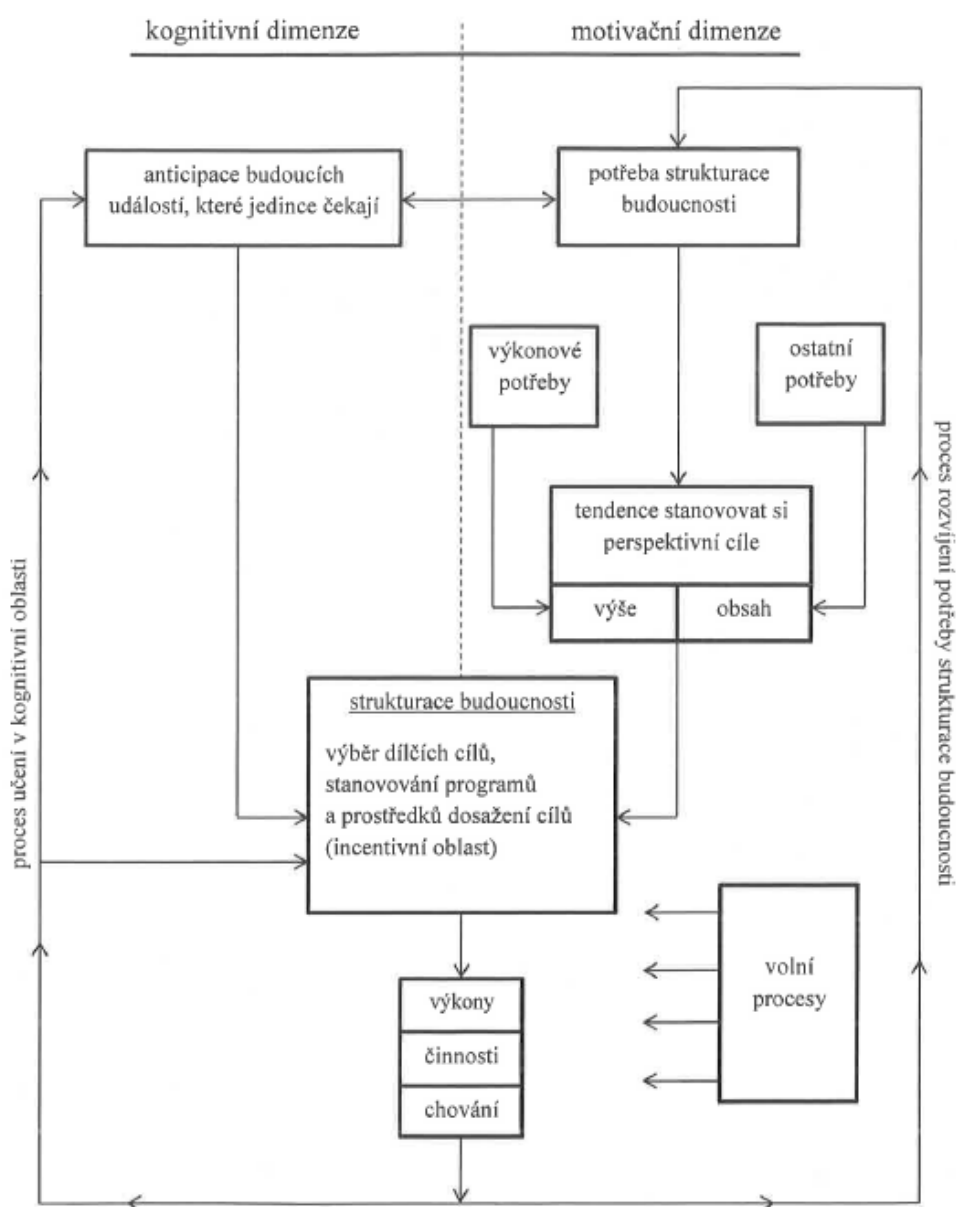 kognitivní dimenze
motivační dimenze
anticipace budoucích
událostí, které jedince čekají
potřeba strukturace
budoucnosti
výkonové
potřeby
ostatní
potřeby
tendence stanovovat si
perspektivní cíle
výše
obsah
strukturace budoucnosti
výběr dílčích cílů,
stanovování programů
a prostředků dosažení cílů
(incentivní oblast)
volní
procesy
výkony
činnosti
chování
proces učení v kognitivní oblasti
proces rozvíjení potřeby strukturace budoucnosti